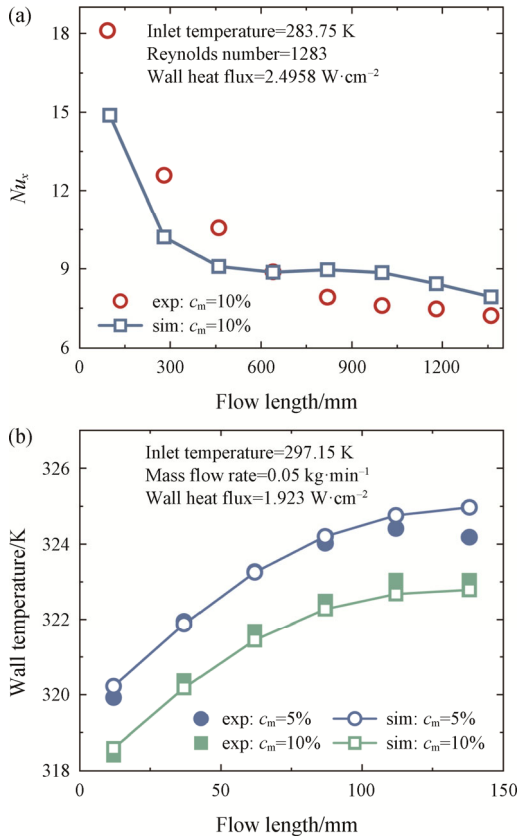 (a)
18
15
12
9
6
Nuₓ
Inlet temperature=283.75 K
Reynolds number=1283
Wall heat flux=2.4958 W·cm⁻²
exp: cₘ=10%
sim: cₘ=10%
0 300 600 900 1200
Flow length/mm
(b)
326
324
322
320
318
Wall temperature/K
Inlet temperature=297.15 K
Mass flow rate=0.05 kg·min⁻¹
Wall heat flux=1.923 W·cm⁻²
exp: cₘ=5% sim: cₘ=5%
exp: cₘ=10% sim: cₘ=10%
0 25 50 75 100 125 150
Flow length/mm